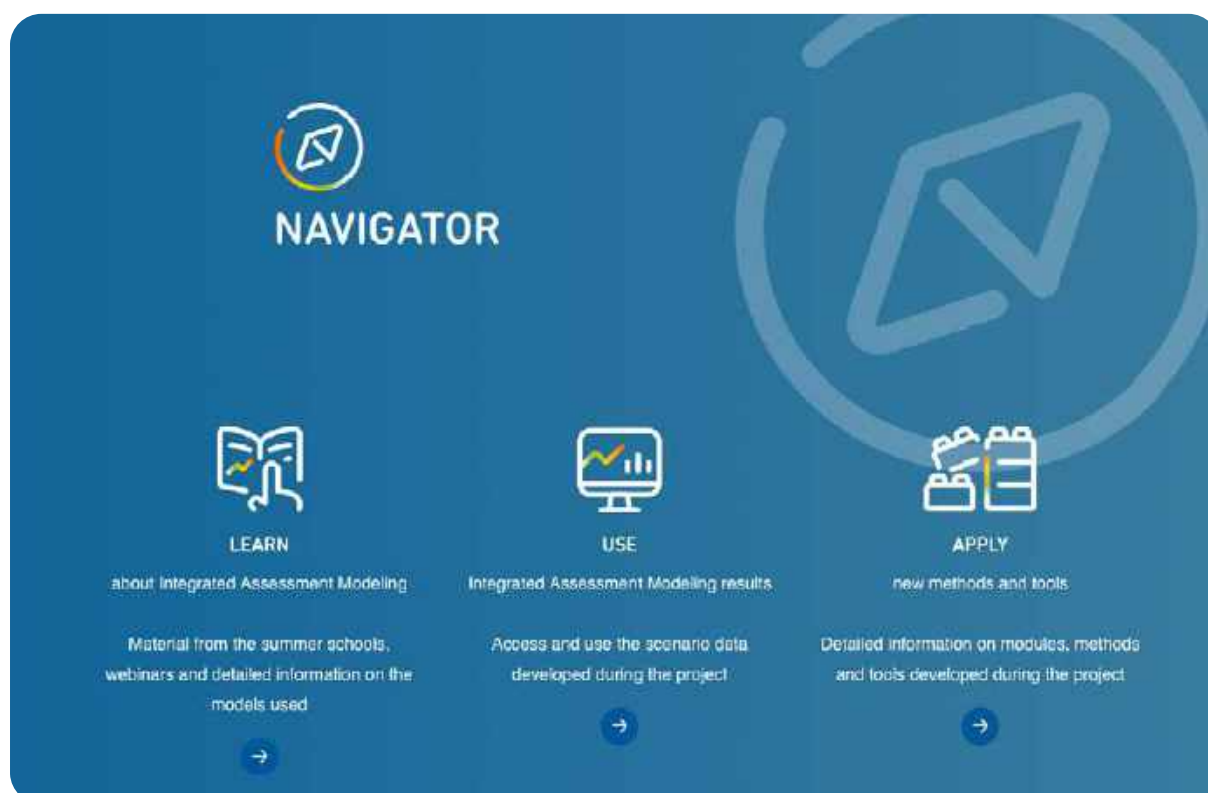 NAVIGATOR
LEARN
about Integrated Assessment Modeling
Material from the summer schools,
webinars and detailed information on the
models used
USE
Integrated Assessment Modeling results
Access and use the scenario data
developed during the project
APPLY
new methods and tools
Detailed information on modules, methods
and tools developed during the project